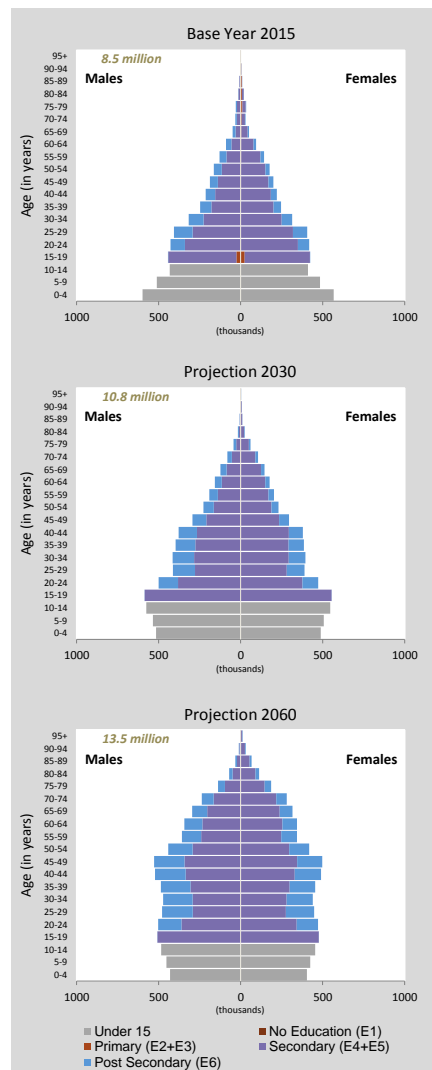 Base Year 2015
8.5 million
Males
Females
Age (in years)
95+
90-94
85-89
80-84
75-79
70-74
65-69
60-64
55-59
50-54
45-49
40-44
35-39
30-34
25-29
20-24
15-19
10-14
5-9
0-4
1000 500 0 500 1000
(thousands)
Projection 2030
10.8 million
Males
Females
Age (in years)
95+
90-94
85-89
80-84
75-79
70-74
65-69
60-64
55-59
50-54
45-49
40-44
35-39
30-34
25-29
20-24
15-19
10-14
5-9
0-4
1000 500 0 500 1000
(thousands)
Projection 2060
13.5 million
Males
Females
Age (in years)
95+
90-94
85-89
80-84
75-79
70-74
65-69
60-64
55-59
50-54
45-49
40-44
35-39
30-34
25-29
20-24
15-19
10-14
5-9
0-4
1000 500 0 500 1000
(thousands)
Under 15 No Education (E1)
Primary (E2+E3) Secondary (E4+E5)
Post Secondary (E6)